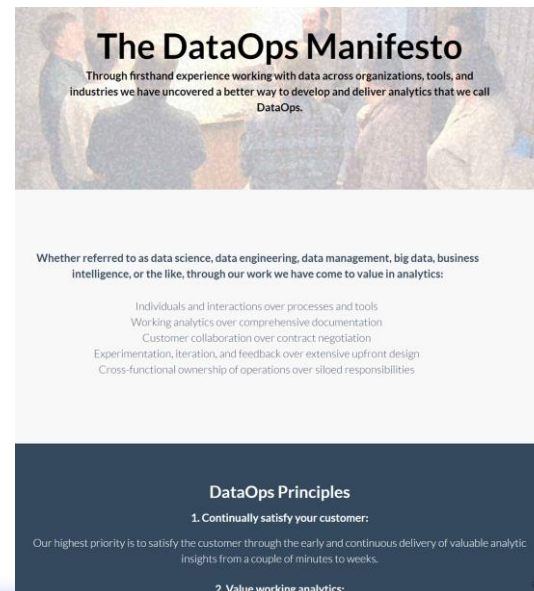 The DataOps Manifesto
Through firsthand experience working with data across organizations, tools, and
industries we have uncovered a better way to develop and deliver analytics that we call
DataOps.
Whether referred to as data science, data engineering, data management, big data, business
intelligence, or the like, through our work we have come to value in analytics:
Individuals and interactions over processes and tools
Working analytics over comprehensive documentation
Customer collaboration over contract negotiation
Experimentation, iteration, and feedback over extensive upfront design
Cross-functional ownership of operations over siloed responsibilities
DataOps Principles
1. Continually satisfy your customer:
Our highest priority is to satisfy the customer through the early and continuous delivery of valuable analytic
insights from a couple of minutes to weeks.
2. Value working analytics: